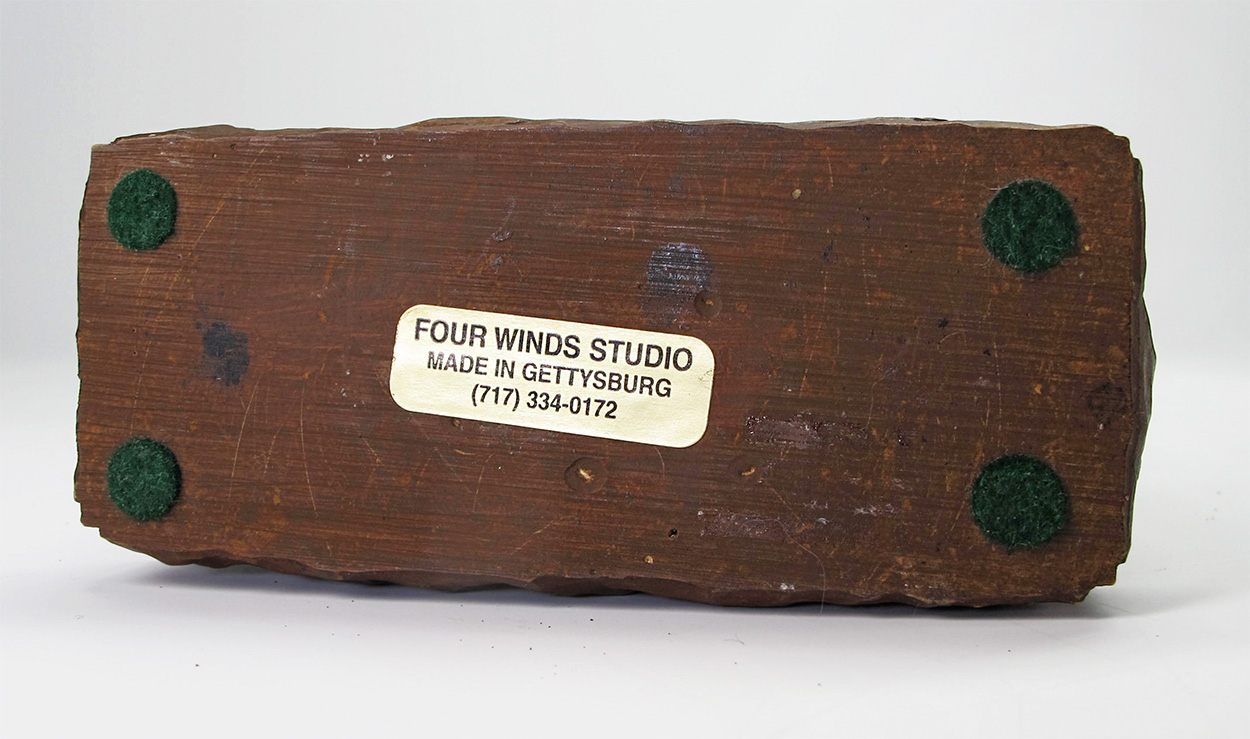 FOUR WINDS STUDIO
MADE IN GETTYSBURG
(717) 334-0172